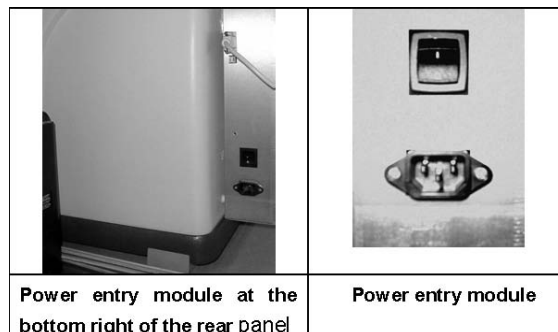 Power entry module at the
bottom right of the rear panel
Power entry module